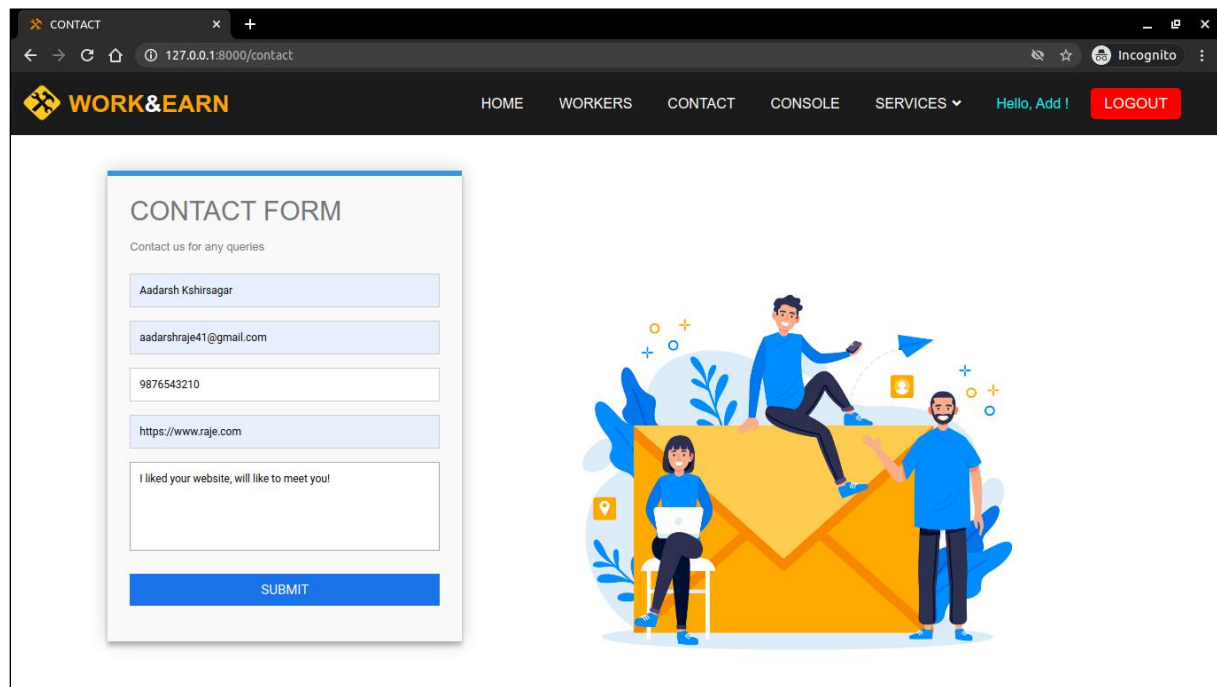 CONTACT
127.0.0.1:8000/contact
Incognito
WORK&EARN
HOME WORKERS CONTACT CONSOLE SERVICES Hello, Add ! LOGOUT
CONTACT FORM
Contact us for any queries
Aadarsh Kshirsagar
aadarshraje41@gmail.com
9876543210
https://www.raje.com
I liked your website, will like to meet you!
SUBMIT